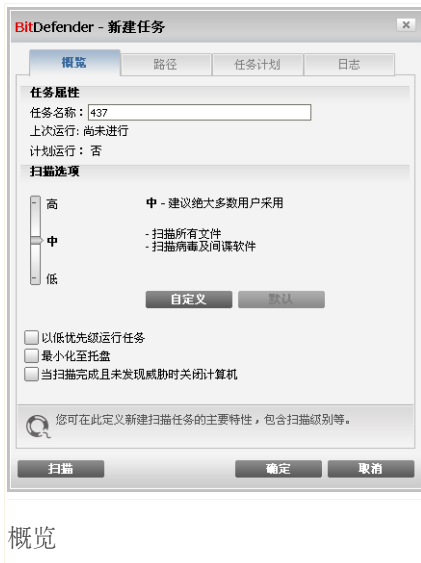 BitDefender - 新建任务
概览 路径 任务计划 日志
任务属性
任务名称： 437
上次运行: 尚未进行
计划运行： 否
扫描选项
高
中 - 建议绝大多数用户采用
中
- 扫描所有文件
- 扫描病毒及间谍软件
低
自定义 默认
以低优先级运行任务
最小化至托盘
当扫描完成且未发现威胁时关闭计算机
您可在此定义新建扫描任务的主要特性，包含扫描级别等。
扫描 确定 取消
概览